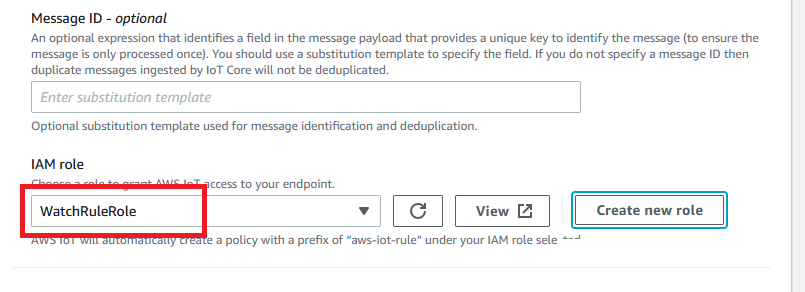 Message ID - optional
An optional expression that identifies a field in the message payload that provides a unique key to identify the message (to ensure the
message is only processed once). You should use a substitution template to specify the field. If you do not specify a message ID then
duplicate messages ingested by IoT Core will not be deduplicated.
Enter substitution template
Optional substitution template used for message identification and deduplication.
IAM role
Choose a role to grant AWS IoT access to your endpoint.
WatchRuleRole View Create new role
AWS IoT will automatically create a policy with a prefix of "aws-iot-rule" under your IAM role selected